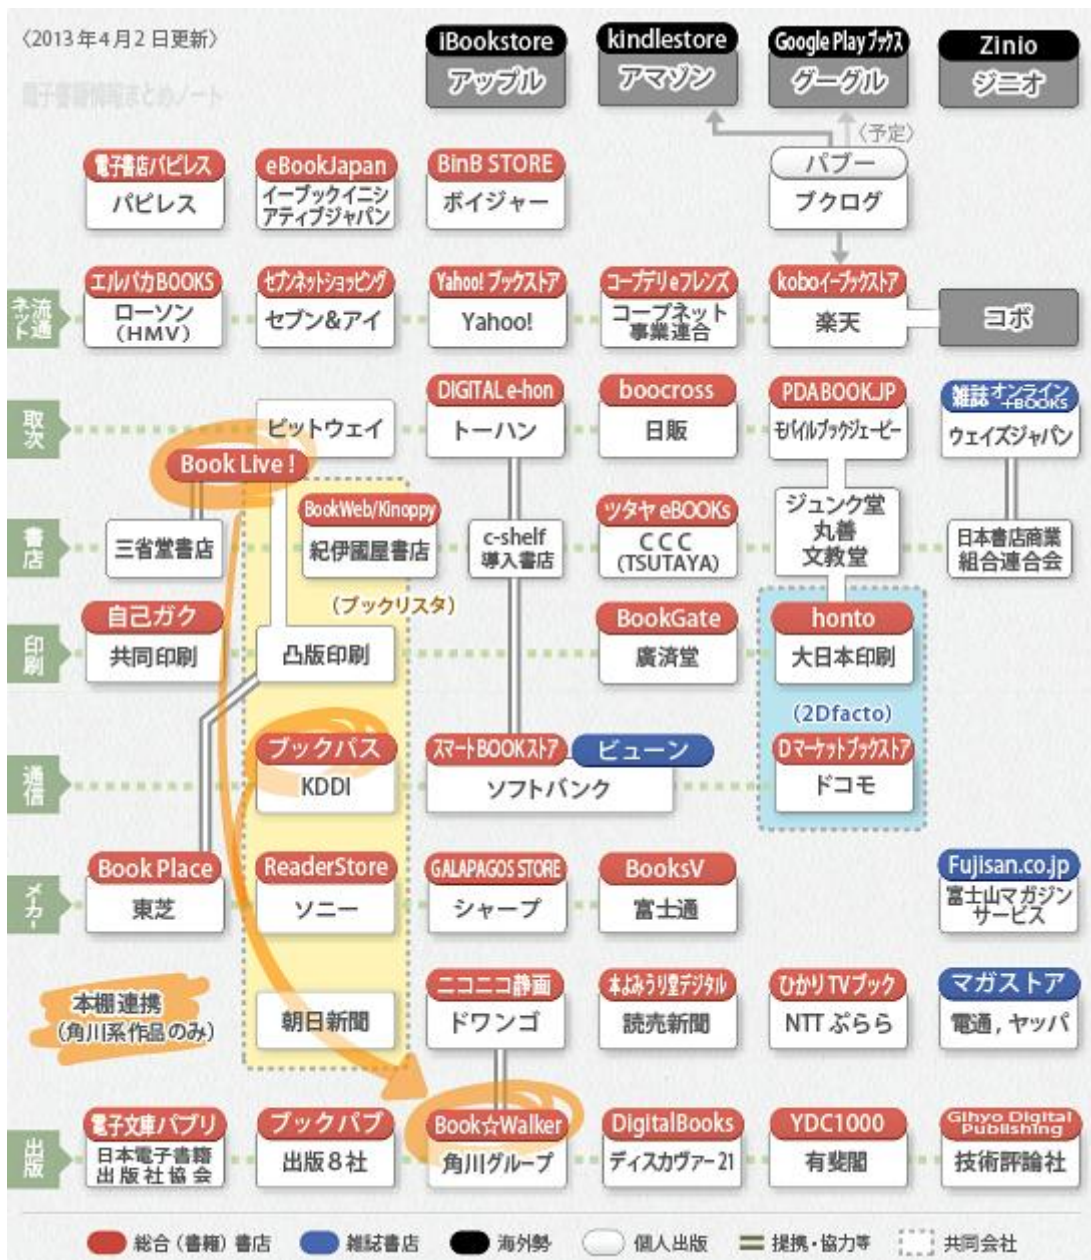 〈2013年4月2日更新〉
電子書籍情報まとめノート
iBookstore
アップル
kindlestore
アマゾン
Google Playブックス
グーグル
Zinio
ジニオ
〈予定〉
電子書店パピレス
パピレス
eBookJapan
イーブックイニシ
アティブジャパン
BinB STORE
ボイジャー
パブー
ブクログ
ネット
流通
エルパカBOOKS
ローソン
(HMV)
セブンネットショッピング
セブン&アイ
Yahoo! ブックストア
Yahoo!
コープデリeフレンズ
コープネット
事業連合
koboイーブックストア
楽天
コボ
取次
ビットウェイ
DIGITAL e-hon
トーハン
boocross
日販
PDABOOK.JP
モバイルブックジェーピー
雑誌オンライン
+BOOKS
ウェイズジャパン
Book Live!
書店
三省堂書店
BookWeb/Kinoppy
紀伊國屋書店
c-shelf
導入書店
ツタヤ eBOOKs
CCC
(TSUTAYA)
ジュンク堂
丸善
文教堂
日本書店商業
組合連合会
(ブックリスタ)
印刷
自己ガク
共同印刷
凸版印刷
BookGate
廣済堂
honto
大日本印刷
(2Dfacto)
通信
ブックパス
KDDI
スマートBOOKストア
ビューン
ソフトバンク
Dマーケットブックストア
ドコモ
メーカー
Book Place
東芝
ReaderStore
ソニー
GALAPAGOS STORE
シャープ
BooksV
富士通
Fujisan.co.jp
富士山マガジン
サービス
本棚連携
(角川系作品のみ)
朝日新聞
ニコニコ静画
ドワンゴ
本よみうり堂デジタル
読売新聞
ひかりTVブック
NTTぷらら
マガストア
電通,ヤッパ
出版
電子文庫パブリ
日本電子書籍
出版社協会
ブックパブ
出版8社
Book☆Walker
角川グループ
DigitalBooks
ディスカヴァー21
YDC1000
有斐閣
Gihyo Digital
Publishing
技術評論社
総合(書籍)書店
雑誌書店
海外勢
個人出版
提携・協力等
共同会社